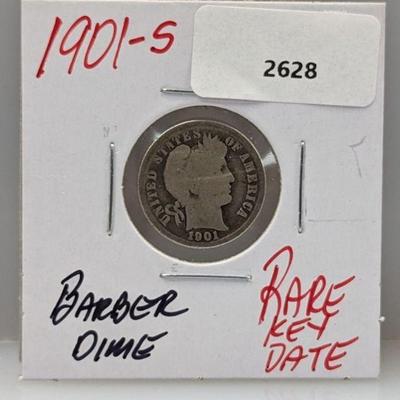 1901-S
2628
UNITED STATES OF AMERICA
1901
BARBER
DIME
RARE
KEY
DATE